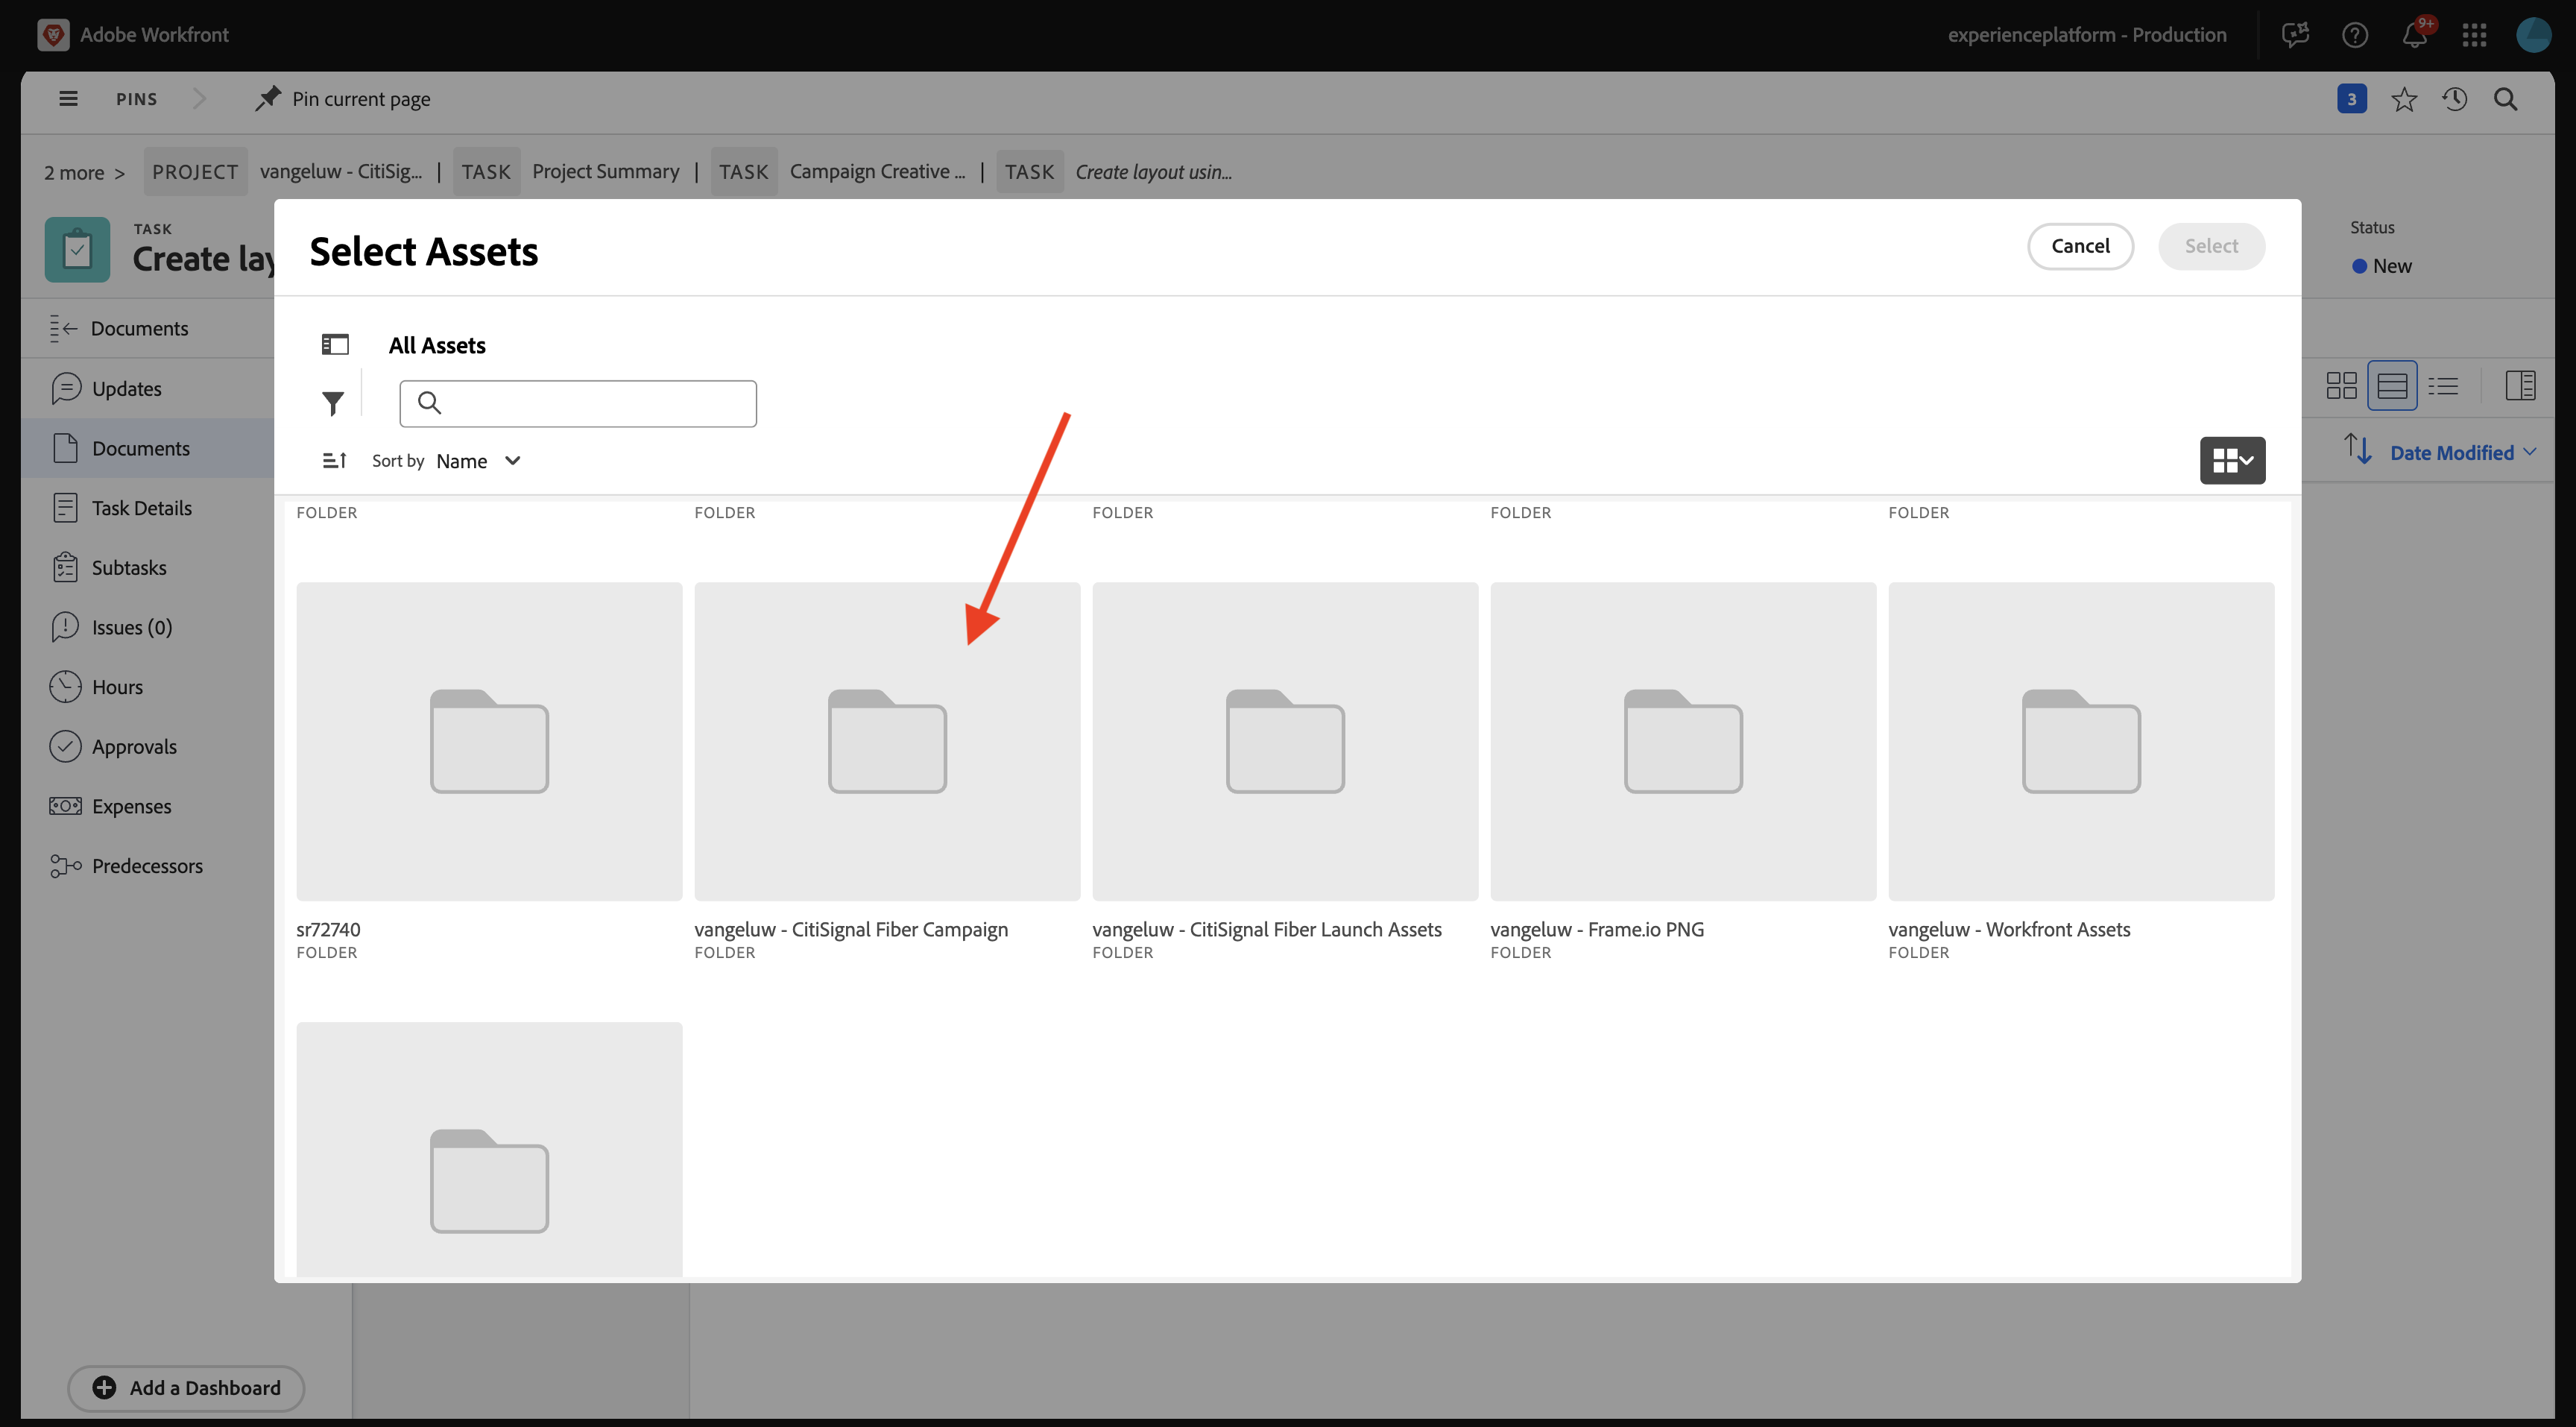 Adobe Workfront
experienceplatform - Production
9+
PINS
Pin current page
3
2 more >
PROJECT
vangeluw - CitiSig... |
TASK
Project Summary |
TASK
Campaign Creative ... |
TASK
Create layout usin...
TASK
Create lay
Status
New
Documents
Updates
Documents
Task Details
Subtasks
Issues (0)
Hours
Approvals
Expenses
Predecessors
Add a Dashboard
Date Modified
Select Assets
Cancel
Select
All Assets
Sort by Name
FOLDER
FOLDER
FOLDER
FOLDER
FOLDER
sr72740
FOLDER
vangeluw - CitiSignal Fiber Campaign
FOLDER
vangeluw - CitiSignal Fiber Launch Assets
FOLDER
vangeluw - Frame.io PNG
FOLDER
vangeluw - Workfront Assets
FOLDER